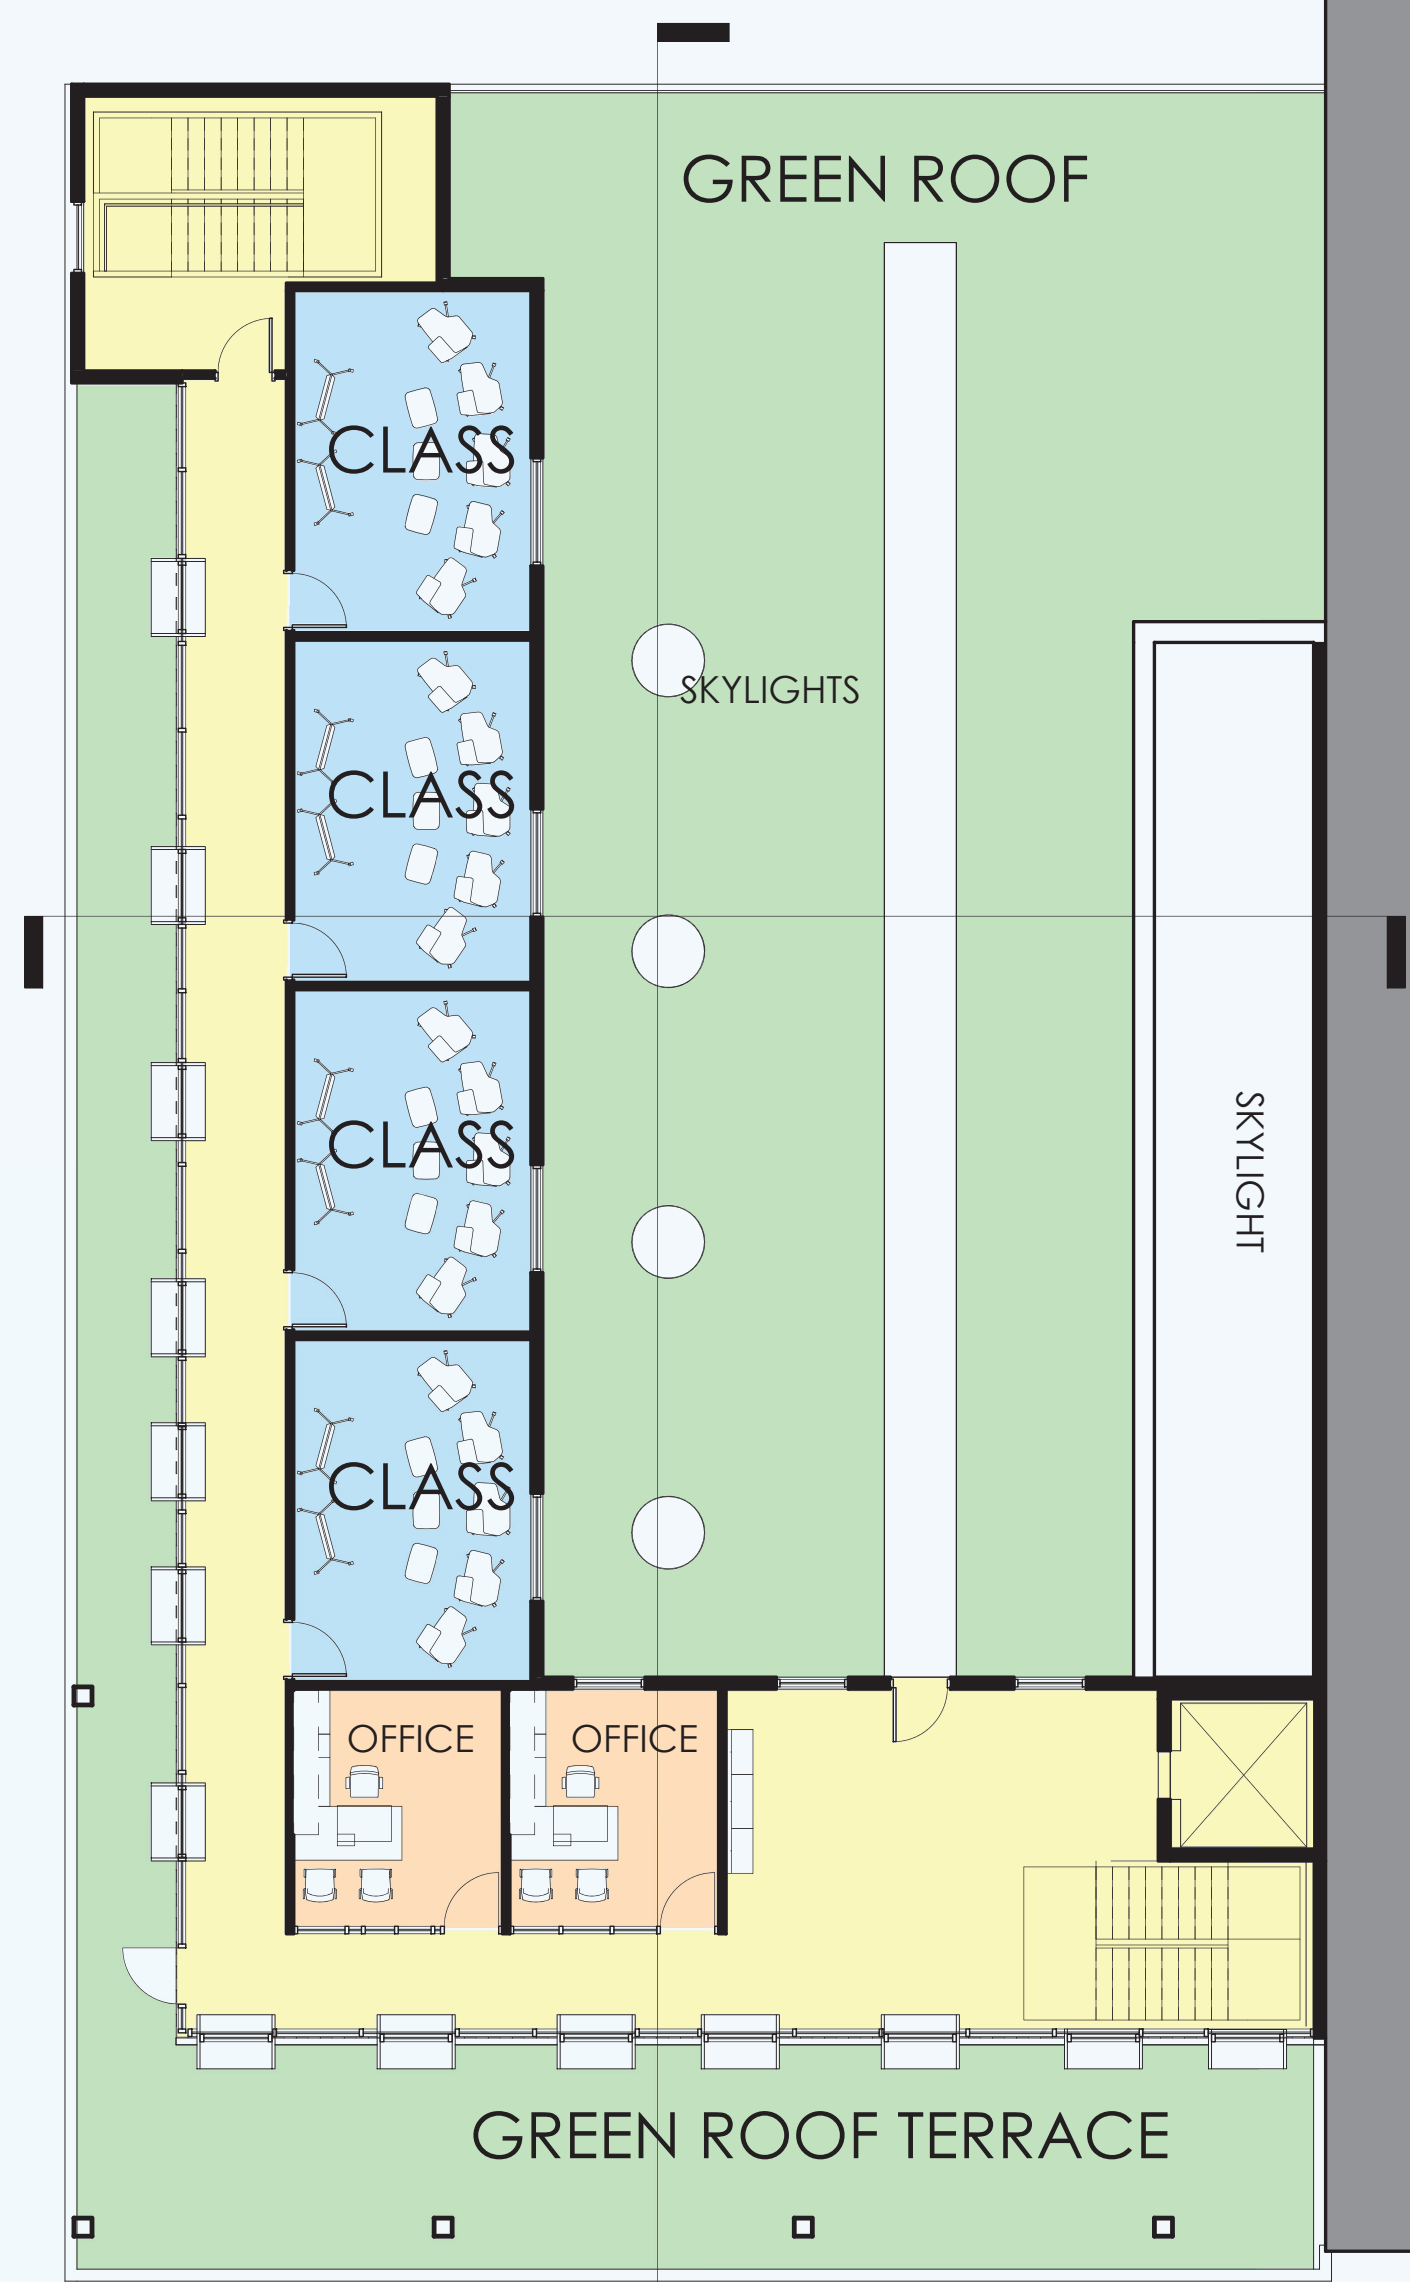 GREEN ROOF
CLASS
SKYLIGHTS
CLASS
SKYLIGHT
CLASS
CLASS
OFFICE
OFFICE
GREEN ROOF TERRACE